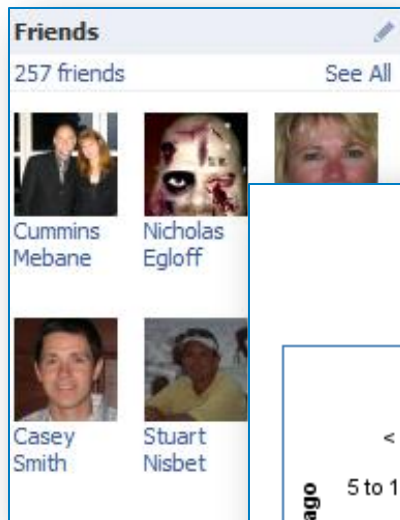 Friends
257 friends See All
Cummins
Mebane
Nicholas
Egloff
Casey
Smith
Stuart
Nisbet
<
5 to 1
ago